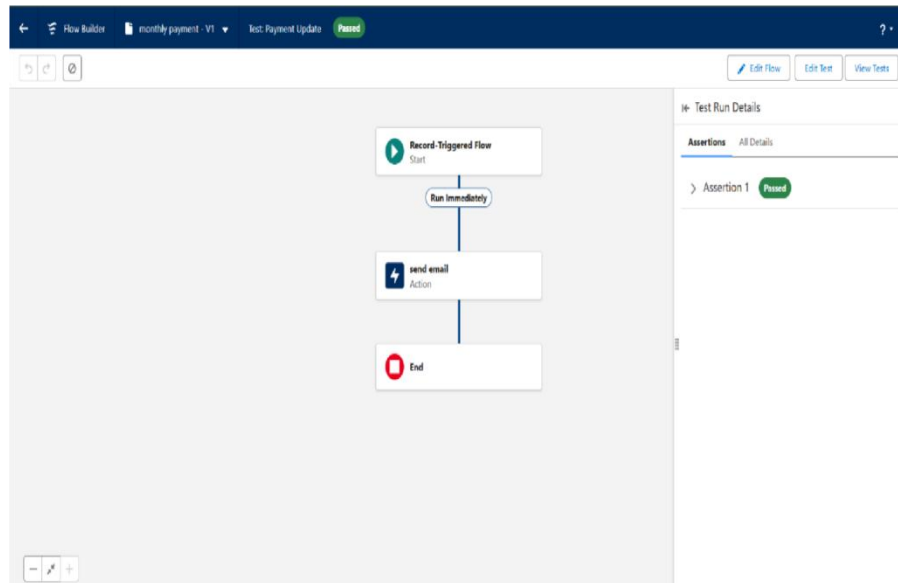 Flow Builder
monthly payment - V1
Test: Payment Update
Passed
?
Edit Flow
Edit Test
View Tests
Record-Triggered Flow
Start
Run Immediately
send email
Action
End
Test Run Details
Assertions
All Details
Assertion 1
Passed